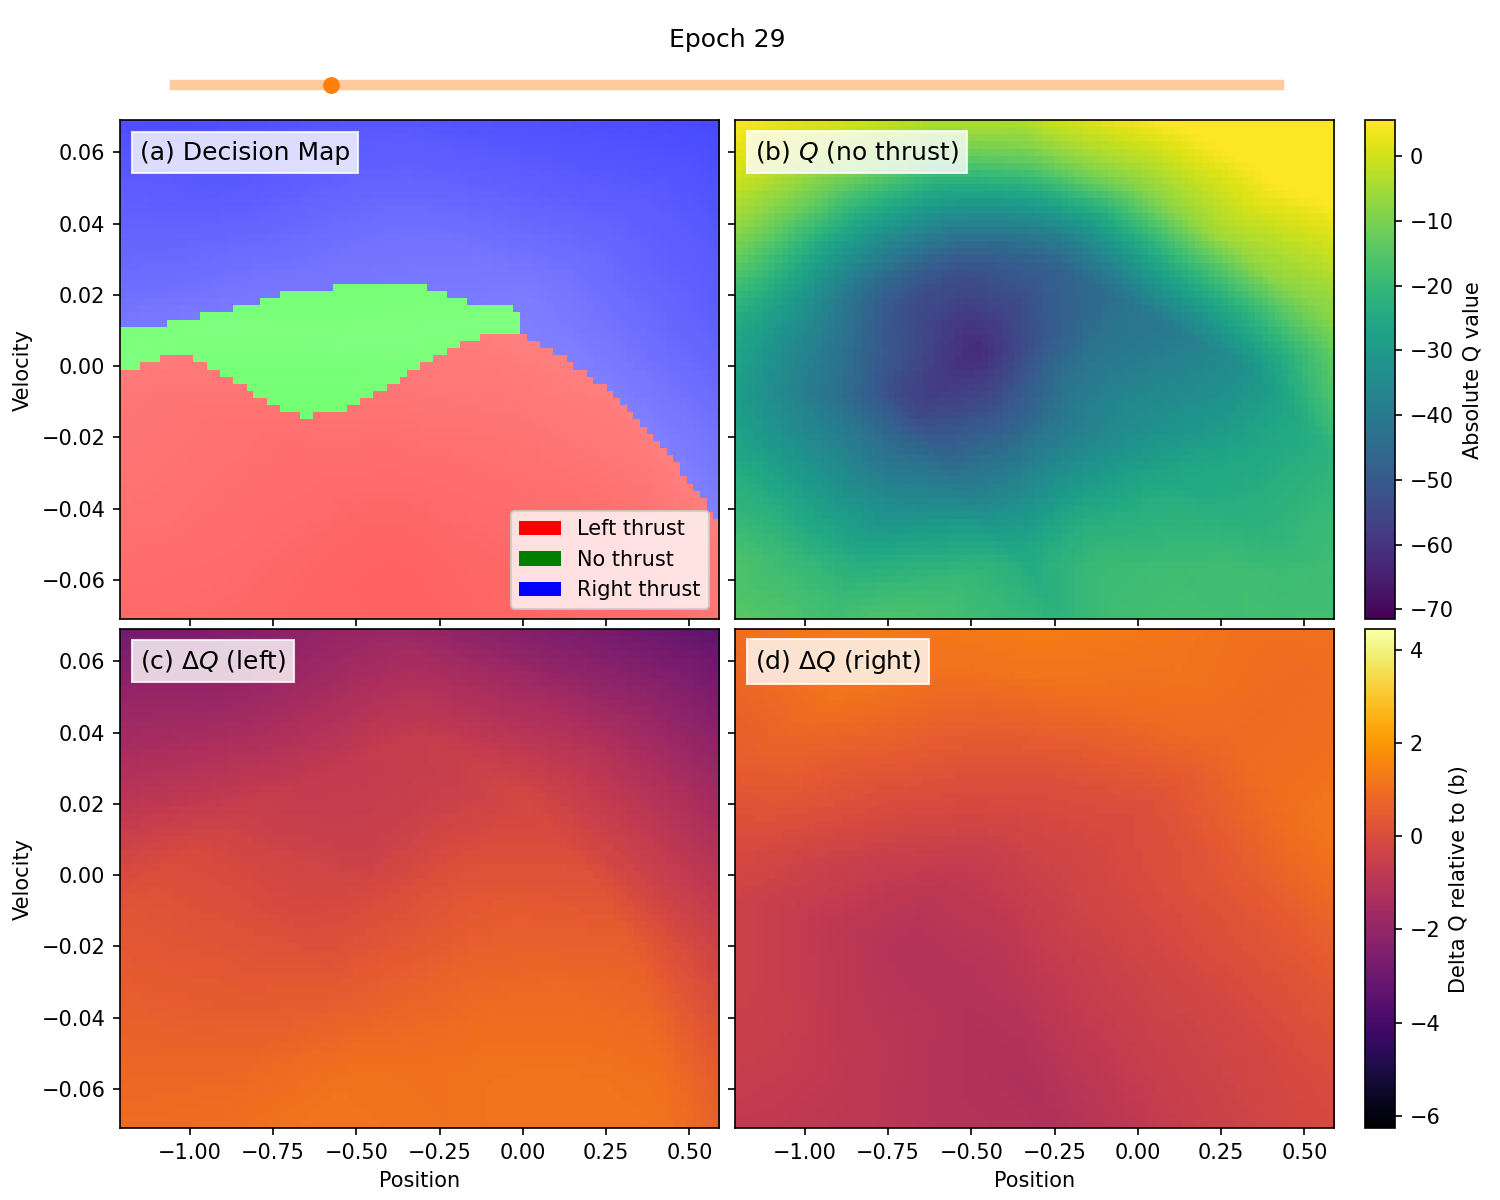 Epoch 29
(a) Decision Map
(b) Q (no thrust)
0.06
0.04
0.02
0.00
−0.02
−0.04
−0.06
Velocity
Left thrust
No thrust
Right thrust
0
−10
−20
−30
−40
−50
−60
−70
Absolute Q value
(c) ΔQ (left)
(d) ΔQ (right)
0.06
0.04
0.02
0.00
−0.02
−0.04
−0.06
Velocity
4
2
0
−2
−4
−6
Delta Q relative to (b)
−1.00 −0.75 −0.50 −0.25 0.00 0.25 0.50
Position
−1.00 −0.75 −0.50 −0.25 0.00 0.25 0.50
Position